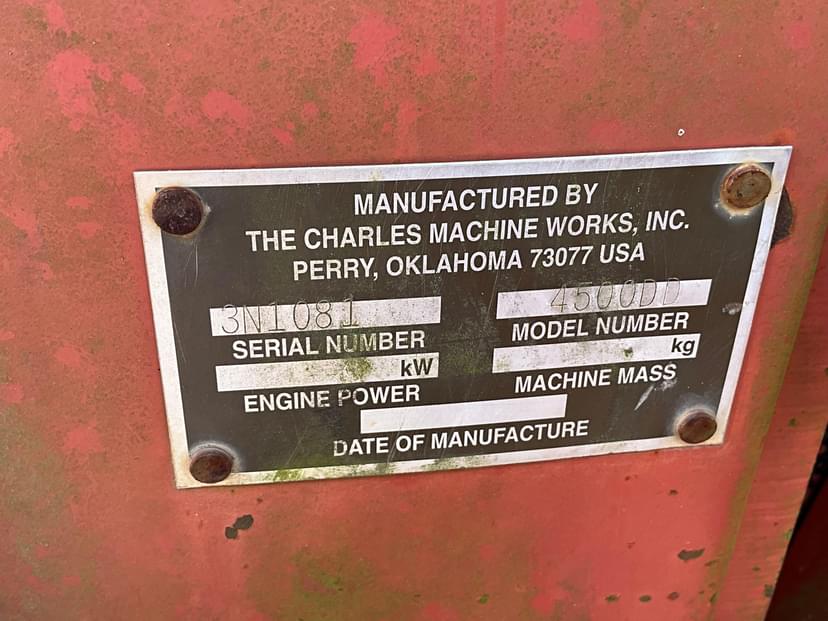 MANUFACTURED BY
THE CHARLES MACHINE WORKS, INC.
PERRY, OKLAHOMA 73077 USA
3N1081 4500DD
SERIAL NUMBER MODEL NUMBER
kW kg
ENGINE POWER MACHINE MASS
DATE OF MANUFACTURE